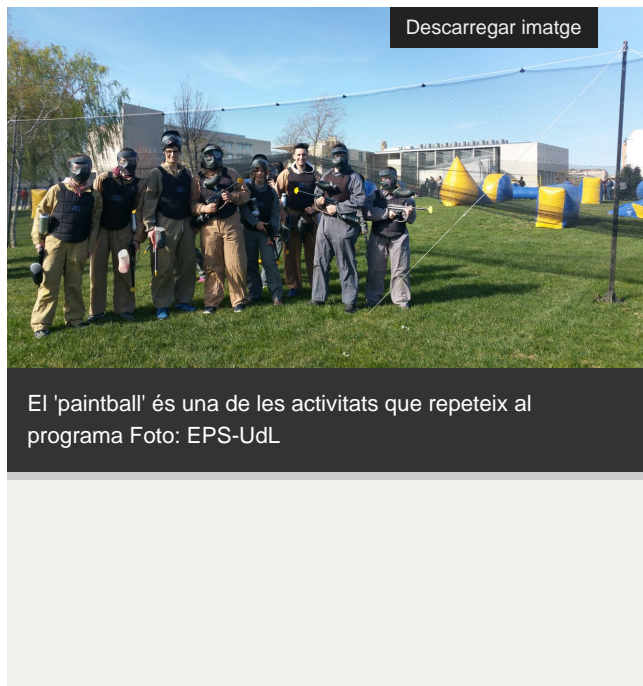 Descarregar imatge
El 'paintball' és una de les activitats que repeteix al
programa Foto: EPS-UdL